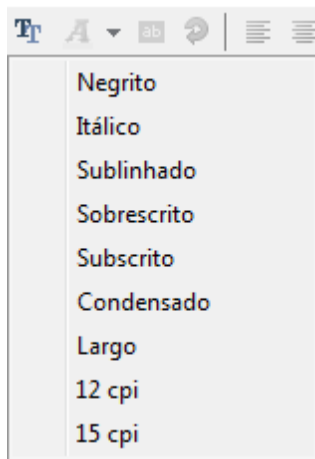 Negrito
Itálico
Sublinhado
Sobrescrito
Subscrito
Condensado
Largo
12 cpi
15 cpi